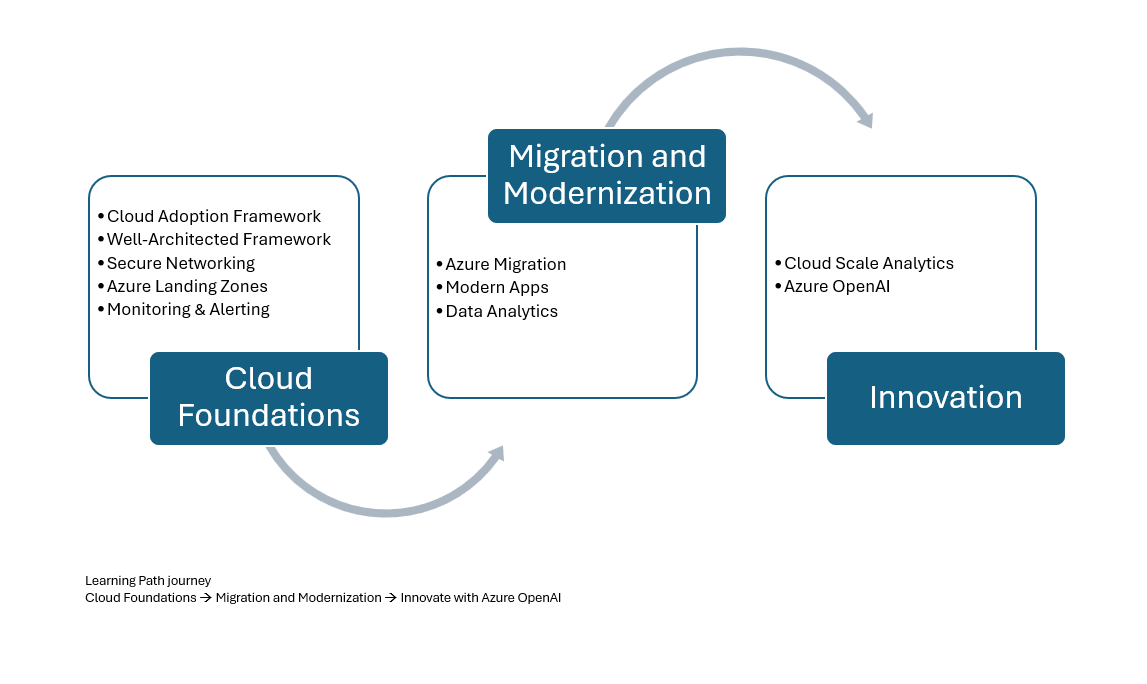 • Cloud Adoption Framework
• Well-Architected Framework
• Secure Networking
• Azure Landing Zones
• Monitoring & Alerting
Cloud
Foundations
Migration and
Modernization
• Azure Migration
• Modern Apps
• Data Analytics
• Cloud Scale Analytics
• Azure OpenAI
Innovation
Learning Path journey
Cloud Foundations → Migration and Modernization → Innovate with Azure OpenAI